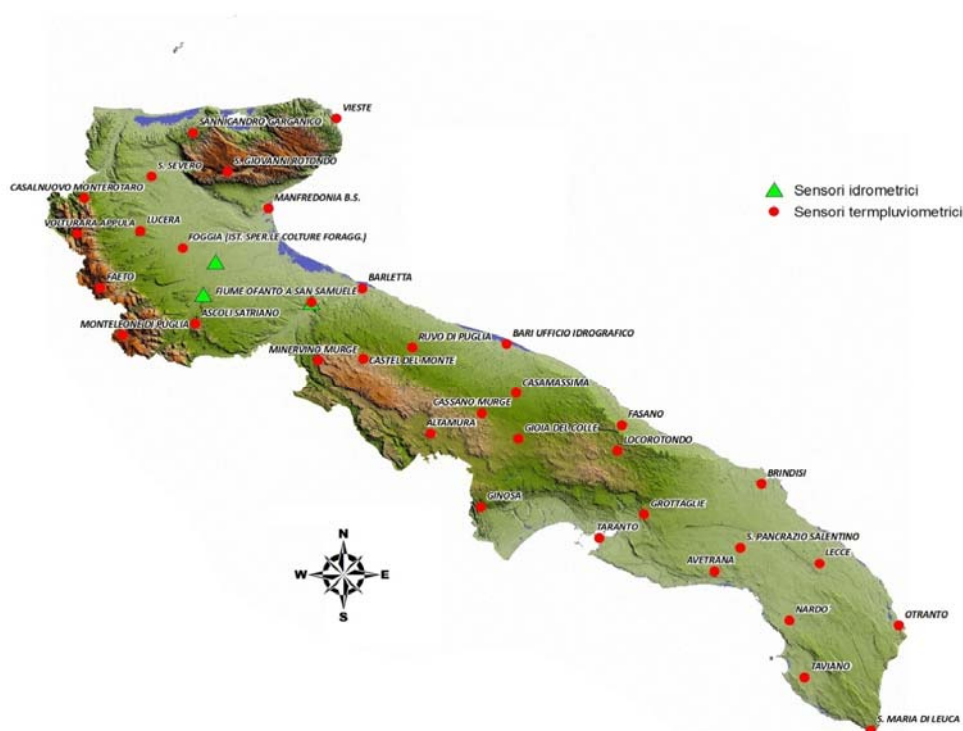 VIESTE
SANNICANDRO GARGANICO
S. GIOVANNI ROTONDO
S. SEVERO
CASALNUOVO MONTEROTARO
MANFREDONIA B.S.
Sensori idrometrici
Sensori termpluviometrici
VOLTURARA APPULA
LUCERA
FOGGIA (IST. SPER.LE COLTURE FORAGG.)
FAETO
FIUME OFANTO A SAN SAMUELE
BARLETTA
ASCOLI SATRIANO
MONTELEONE DI PUGLIA
MINERVINO MURGE
CASTEL DEL MONTE
RUVO DI PUGLIA
BARI UFFICIO IDROGRAFICO
CASAMASSIMA
CASSANO MURGE
ALTAMURA
GIOIA DEL COLLE
FASANO
LOCOROTONDO
BRINDISI
GINOSA
GROTTAGLIE
TARANTO
S. PANCRAZIO SALENTINO
LECCE
AVETRANA
N
W
E
S
NARDO'
OTRANTO
TAVIANO
S. MARIA DI LEUCA